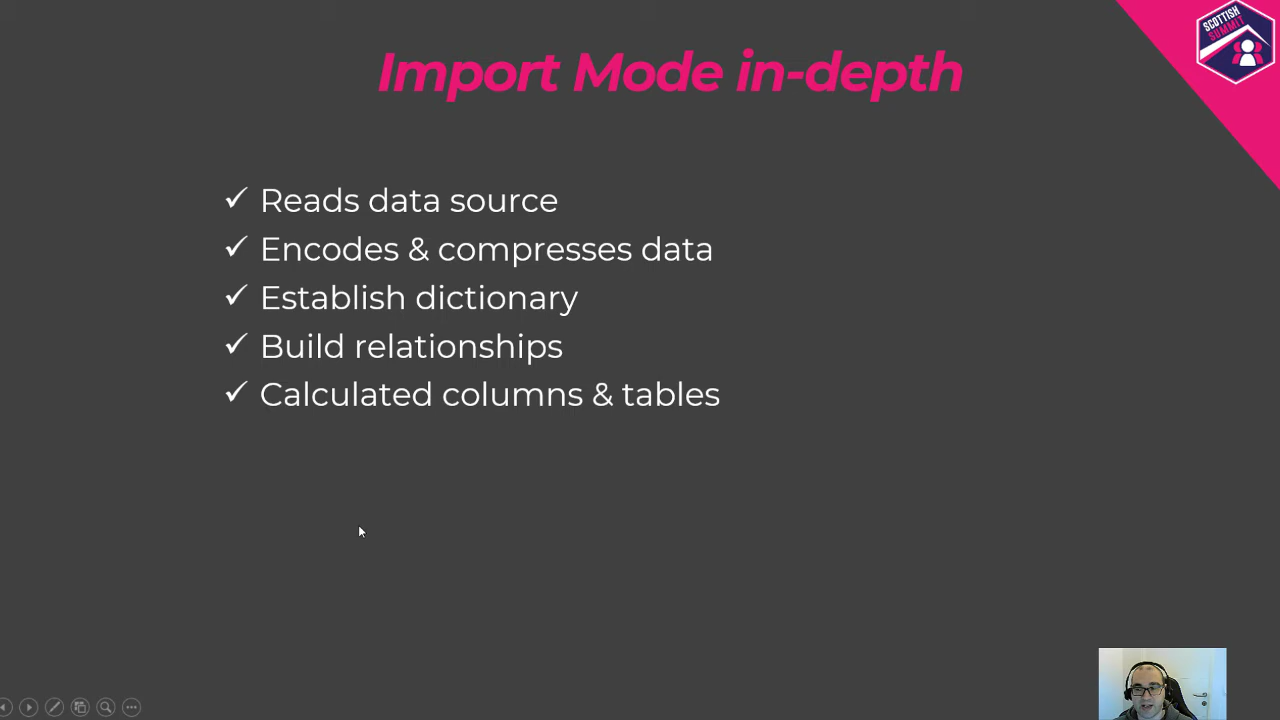 SCOTTISH
SUMMIT
Import Mode in-depth
✓ Reads data source
✓ Encodes & compresses data
✓ Establish dictionary
✓ Build relationships
✓ Calculated columns & tables